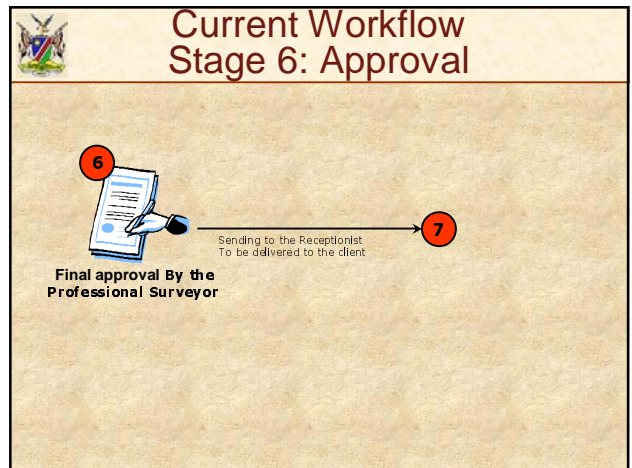 Current Workflow
Stage 6: Approval
6
7
Sending to the Receptionist
To be delivered to the client
Final approval By the
Professional Surveyor